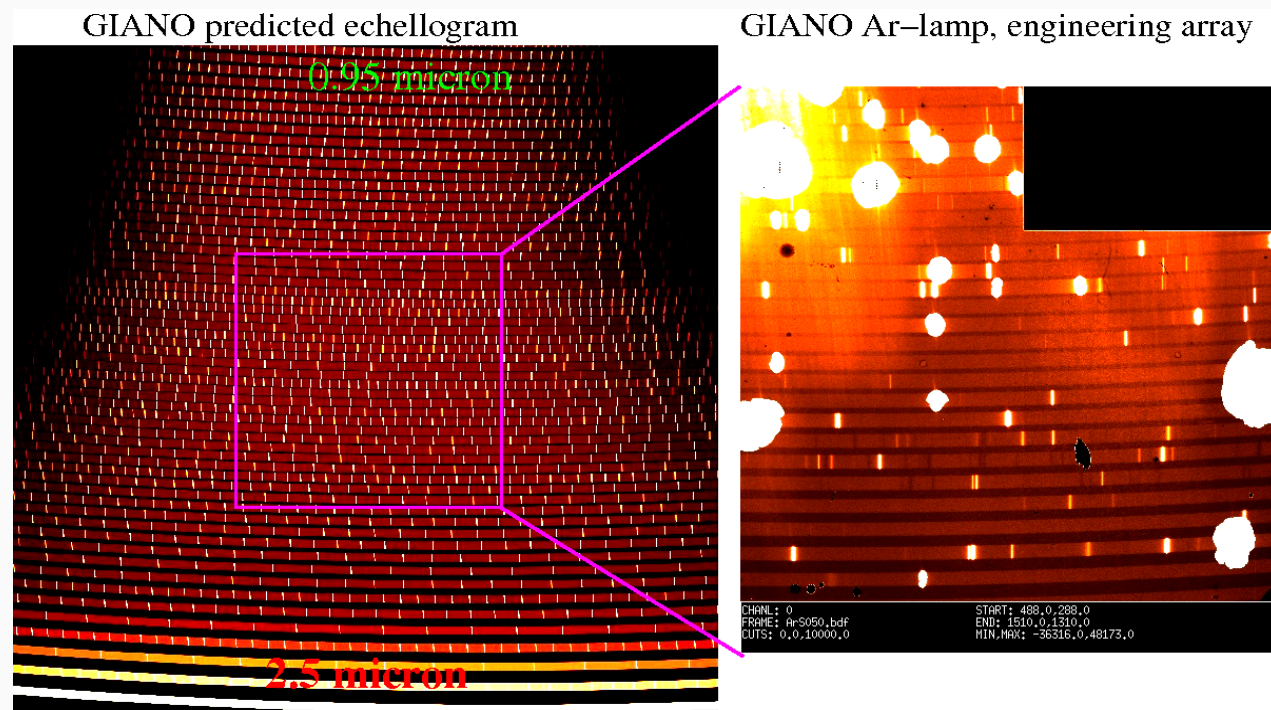 GIANO predicted echellogram
GIANO Ar–lamp, engineering array
0.95 micron
2.5 micron
CHANL: 0
FRAME: ArS050.bdf
CUTS: 0.0,10000.0
START: 488.0,288.0
END: 1510.0,1310.0
MIN,MAX: -36316.0,48173.0